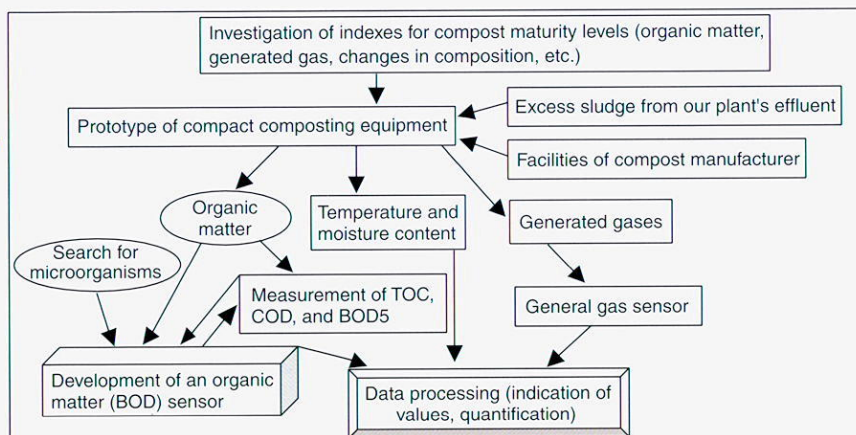 Investigation of indexes for compost maturity levels (organic matter,
generated gas, changes in composition, etc.)
Prototype of compact composting equipment
Excess sludge from our plant's effluent
Facilities of compost manufacturer
Organic
matter
Temperature and
moisture content
Generated gases
Search for
microorganisms
Measurement of TOC,
COD, and BOD5
General gas sensor
Development of an organic
matter (BOD) sensor
Data processing (indication of
values, quantification)